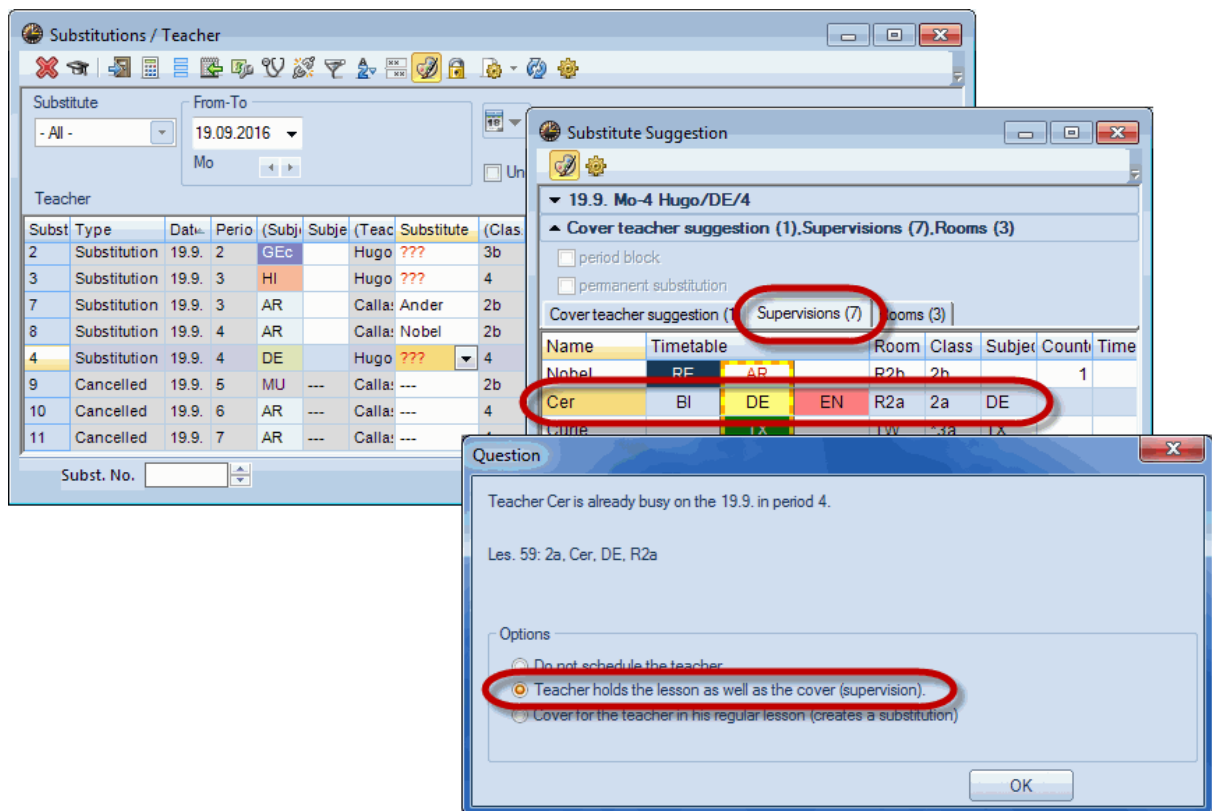 Substitutions / Teacher
Substitute
From-To
- All -
19.09.2016
Mo
19
Un
Teacher
Subst Type Date Perio (Subje Subje (Teac Substitute (Clas
2 Substitution 19.9. 2 GEc Hugo ??? 3b
3 Substitution 19.9. 3 HI Hugo ??? 4
7 Substitution 19.9. 3 AR Callas Ander 2b
8 Substitution 19.9. 4 AR Callas Nobel 2b
4 Substitution 19.9. 4 DE Hugo ??? 4
9 Cancelled 19.9. 5 MU --- Callas --- 2b
10 Cancelled 19.9. 6 AR --- Callas --- 4
11 Cancelled 19.9. 7 AR --- Callas ---
Subst. No.
Substitute Suggestion
19.9. Mo-4 Hugo/DE/4
Cover teacher suggestion (1),Supervisions (7),Rooms (3)
period block
permanent substitution
Cover teacher suggestion (1 Supervisions (7) Rooms (3)
Name Timetable Room Class Subjec Counte Time
Nobel RE AR R2b 2b 1
Cer BI DE EN R2a 2a DE
Curie TX TW *3a TX
Question
Teacher Cer is already busy on the 19.9. in period 4.
Les. 59: 2a, Cer, DE, R2a
Options
Do not schedule the teacher
Teacher holds the lesson as well as the cover (supervision).
Cover for the teacher in his regular lesson (creates a substitution)
OK